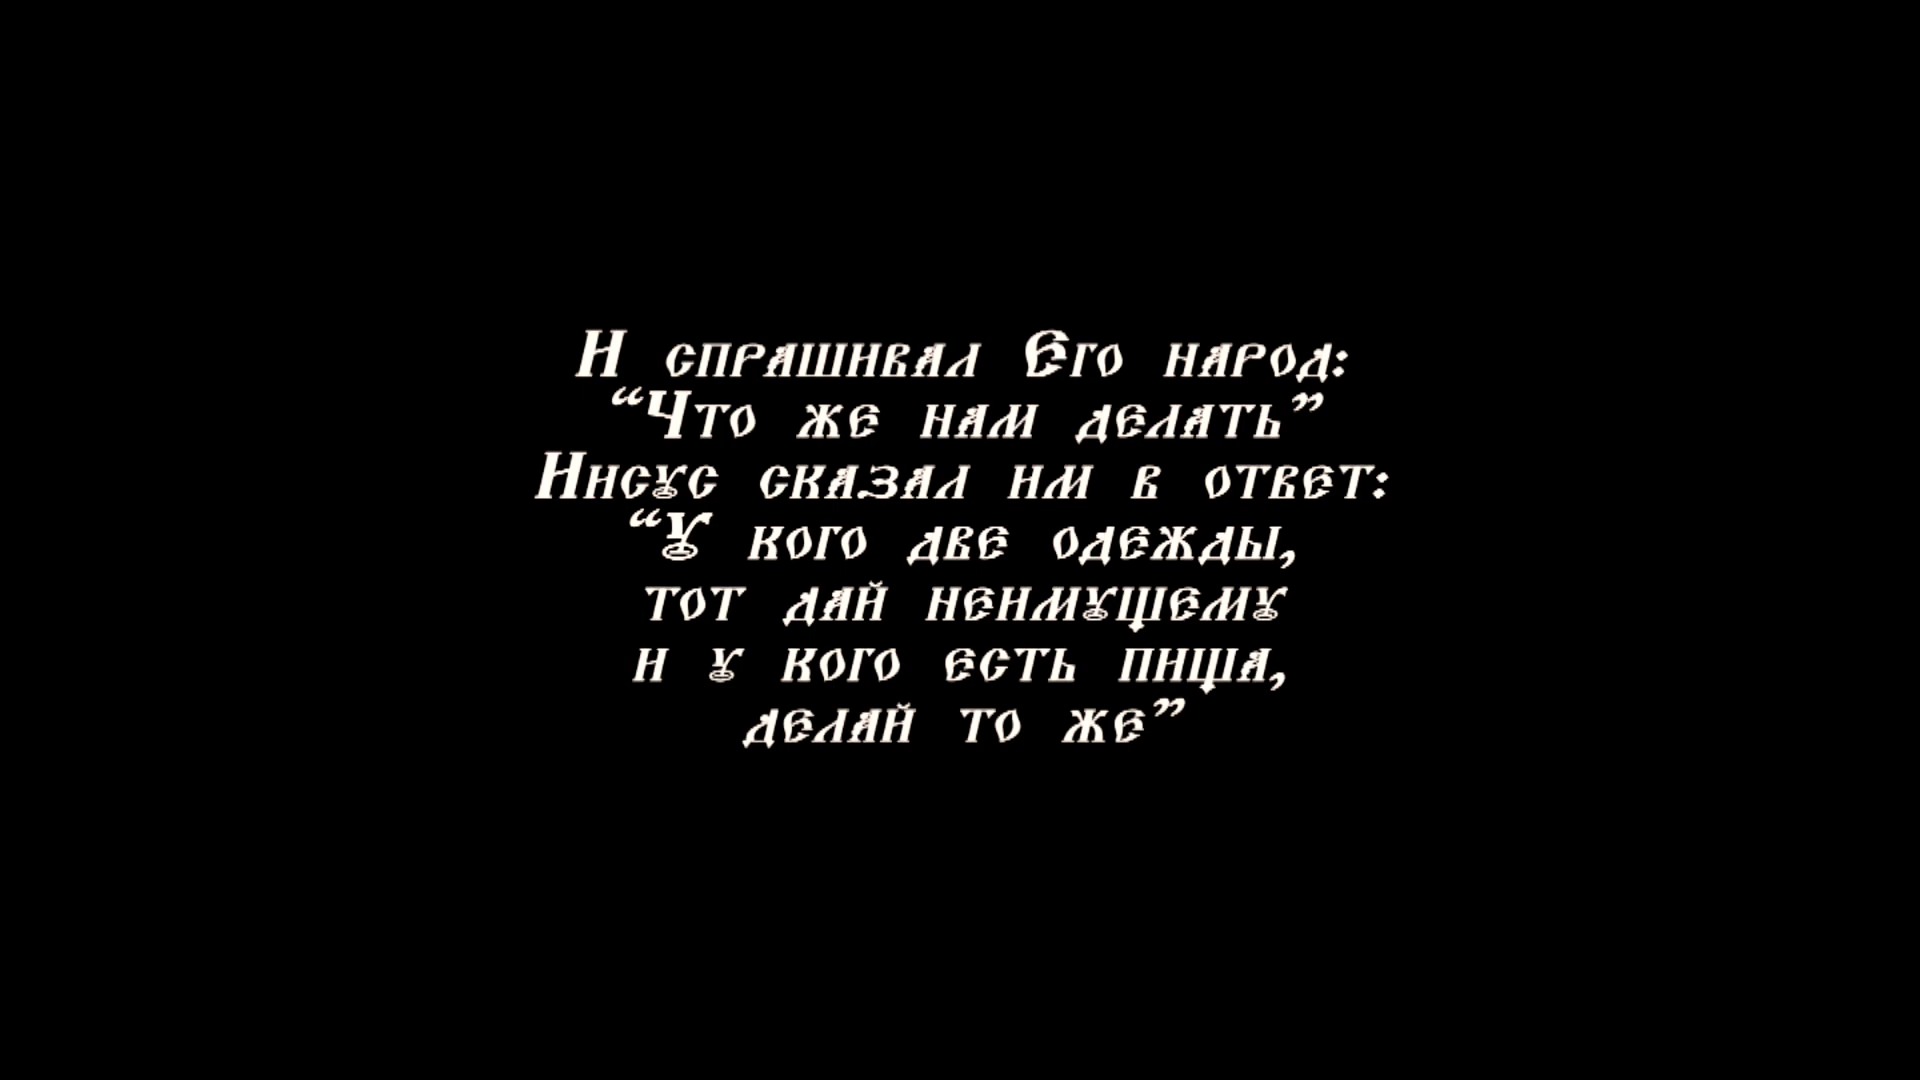 И спрашивал Его народ:
“Что же нам делать”
Иисус сказал им в ответ:
“У кого две одежды,
тот дай неимущему
и у кого есть пища,
делай то же”